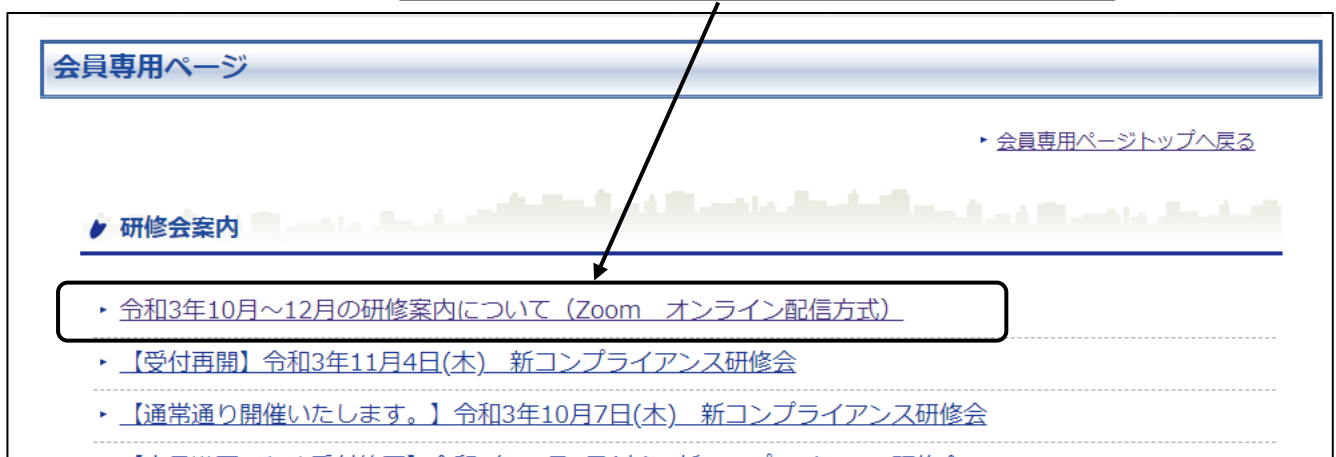 会員専用ページ
会員専用ページトップへ戻る
研修会案内
令和3年10月~12月の研修案内について(Zoom　オンライン配信方式)
【受付再開】令和3年11月4日(木)　新コンプライアンス研修会
【通常通り開催いたします。】令和3年10月7日(木)　新コンプライアンス研修会